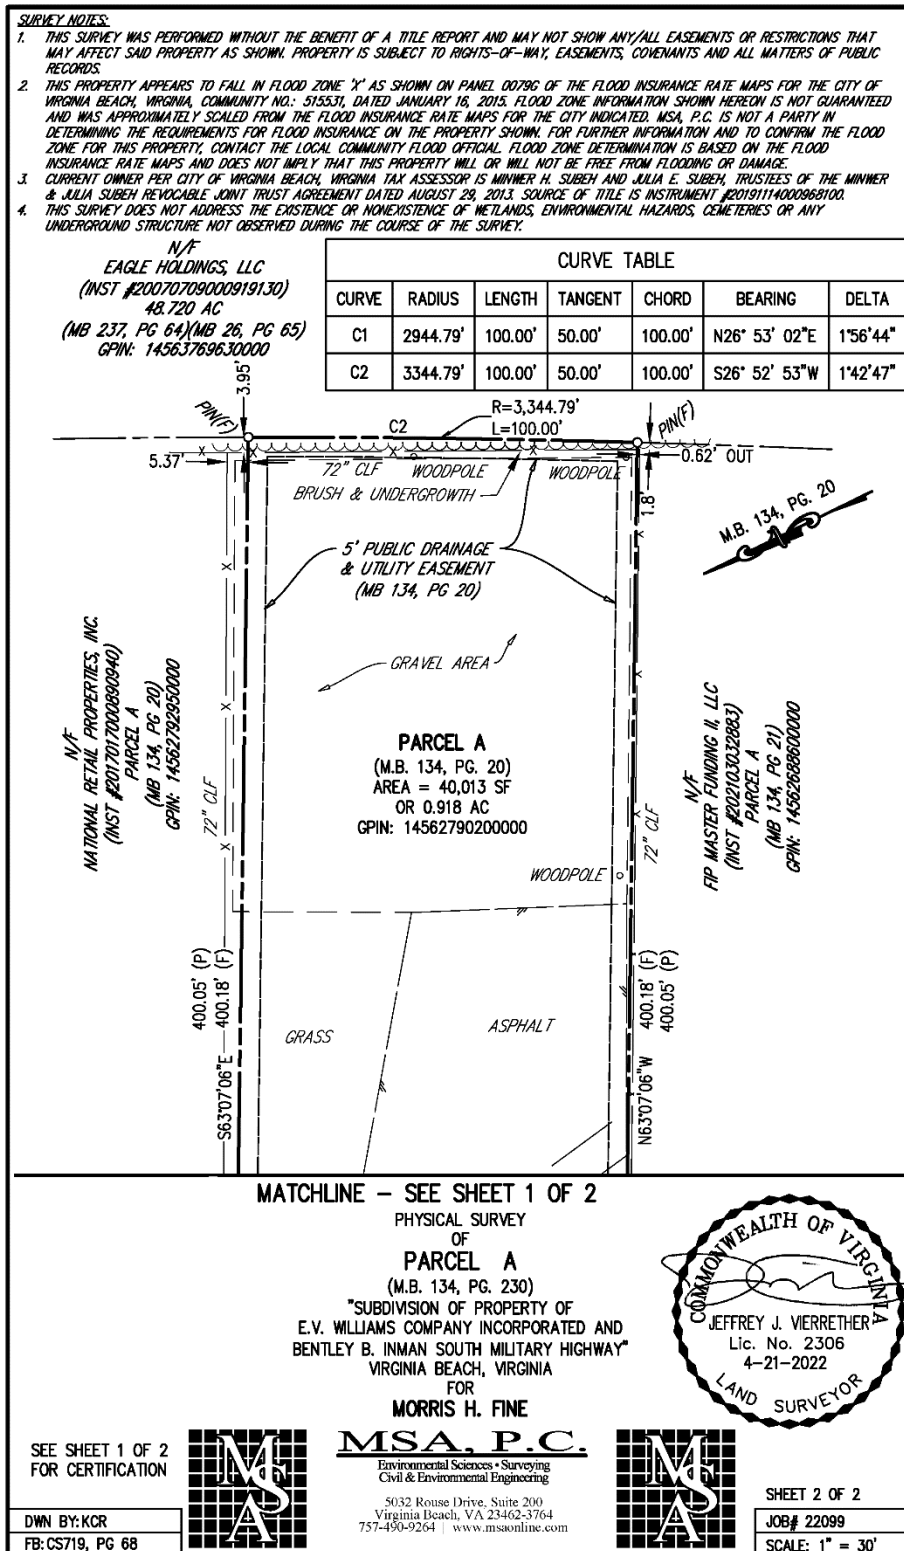 SURVEY NOTES:
1. THIS SURVEY WAS PERFORMED WITHOUT THE BENEFIT OF A TITLE REPORT AND MAY NOT SHOW ANY/ALL EASEMENTS OR RESTRICTIONS THAT
MAY AFFECT SAID PROPERTY AS SHOWN. PROPERTY IS SUBJECT TO RIGHTS-OF-WAY, EASEMENTS, COVENANTS AND ALL MATTERS OF PUBLIC
RECORDS.
2. THIS PROPERTY APPEARS TO FALL IN FLOOD ZONE 'X' AS SHOWN ON PANEL 0079G OF THE FLOOD INSURANCE RATE MAPS FOR THE CITY OF
VIRGINIA BEACH, VIRGINIA, COMMUNITY NO.: 515531, DATED JANUARY 16, 2015. FLOOD ZONE INFORMATION SHOWN HEREON IS NOT GUARANTEED
AND WAS APPROXIMATELY SCALED FROM THE FLOOD INSURANCE RATE MAPS FOR THE CITY INDICATED. MSA, P.C. IS NOT A PARTY IN
DETERMINING THE REQUIREMENTS FOR FLOOD INSURANCE ON THE PROPERTY SHOWN. FOR FURTHER INFORMATION AND TO CONFIRM THE FLOOD
ZONE FOR THIS PROPERTY, CONTACT THE LOCAL COMMUNITY FLOOD OFFICIAL. FLOOD ZONE DETERMINATION IS BASED ON THE FLOOD
INSURANCE RATE MAPS AND DOES NOT IMPLY THAT THIS PROPERTY WILL OR WILL NOT BE FREE FROM FLOODING OR DAMAGE.
3. CURRENT OWNER PER CITY OF VIRGINIA BEACH, VIRGINIA TAX ASSESSOR IS MINWER H. SUBEH AND JULIA E. SUBEH, TRUSTEES OF THE MINWER
& JULIA SUBEH REVOCABLE JOINT TRUST AGREEMENT DATED AUGUST 29, 2013. SOURCE OF TITLE IS INSTRUMENT #20191114000968100.
4. THIS SURVEY DOES NOT ADDRESS THE EXISTENCE OR NONEXISTENCE OF WETLANDS, ENVIRONMENTAL HAZARDS, CEMETERIES OR ANY
UNDERGROUND STRUCTURE NOT OBSERVED DURING THE COURSE OF THE SURVEY.
N/F
EAGLE HOLDINGS, LLC
(INST #20070709000919130)
48.720 AC
(MB 237, PG 64)(MB 26, PG 65)
GPIN: 14563769630000
CURVE TABLE
CURVE RADIUS LENGTH TANGENT CHORD BEARING DELTA
C1 2944.79' 100.00' 50.00' 100.00' N26° 53' 02"E 1°56'44"
C2 3344.79' 100.00' 50.00' 100.00' S26° 52' 53"W 1°42'47"
3.95'
PIN(F)
C2
R=3,344.79'
L=100.00'
PIN(F)
5.37'
72" CLF
WOODPOLE
WOODPOLE
0.62' OUT
BRUSH & UNDERGROWTH
1.8'
M.B. 134, PG. 20
5' PUBLIC DRAINAGE
& UTILITY EASEMENT
(MB 134, PG 20)
GRAVEL AREA
N/F
NATIONAL RETAIL PROPERTIES, INC.
(INST #2017017000890940)
PARCEL A
(MB 134, PG 20)
GPIN: 14562792950000
72" CLF
PARCEL A
(M.B. 134, PG. 20)
AREA = 40,013 SF
OR 0.918 AC
GPIN: 14562790200000
72" CLF
N/F
FIP MASTER FUNDING II, LLC
(INST #202103032883)
PARCEL A
(MB 134, PG 21)
GPIN: 14562688600000
WOODPOLE
400.05' (P)
400.18' (F)
S63°07'06"E
GRASS
ASPHALT
N63°07'06"W
400.18' (F)
400.05' (P)
MATCHLINE - SEE SHEET 1 OF 2
PHYSICAL SURVEY
OF
PARCEL A
(M.B. 134, PG. 230)
"SUBDIVISION OF PROPERTY OF
E.V. WILLIAMS COMPANY INCORPORATED AND
BENTLEY B. INMAN SOUTH MILITARY HIGHWAY"
VIRGINIA BEACH, VIRGINIA
FOR
MORRIS H. FINE
COMMONWEALTH OF VIRGINIA
JEFFREY J. VIERRETHER
Lic. No. 2306
4-21-2022
LAND SURVEYOR
SEE SHEET 1 OF 2
FOR CERTIFICATION
MSA
MSA, P.C.
Environmental Sciences • Surveying
Civil & Environmental Engineering
5032 Rouse Drive, Suite 200
Virginia Beach, VA 23462-3764
757-490-9264 | www.msaonline.com
MSA
SHEET 2 OF 2
DWN BY:KCR
FB:CS719, PG 68
JOB# 22099
SCALE: 1" = 30'